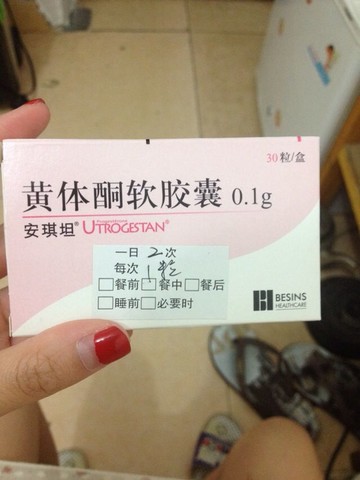 30粒/盒
黄体酮软胶囊 0.1g
安琪坦® UTROGESTAN®
一日 2 次
每次 1粒
□餐前□餐中□餐后
□睡前□必要时
BESINS
HEALTHCARE